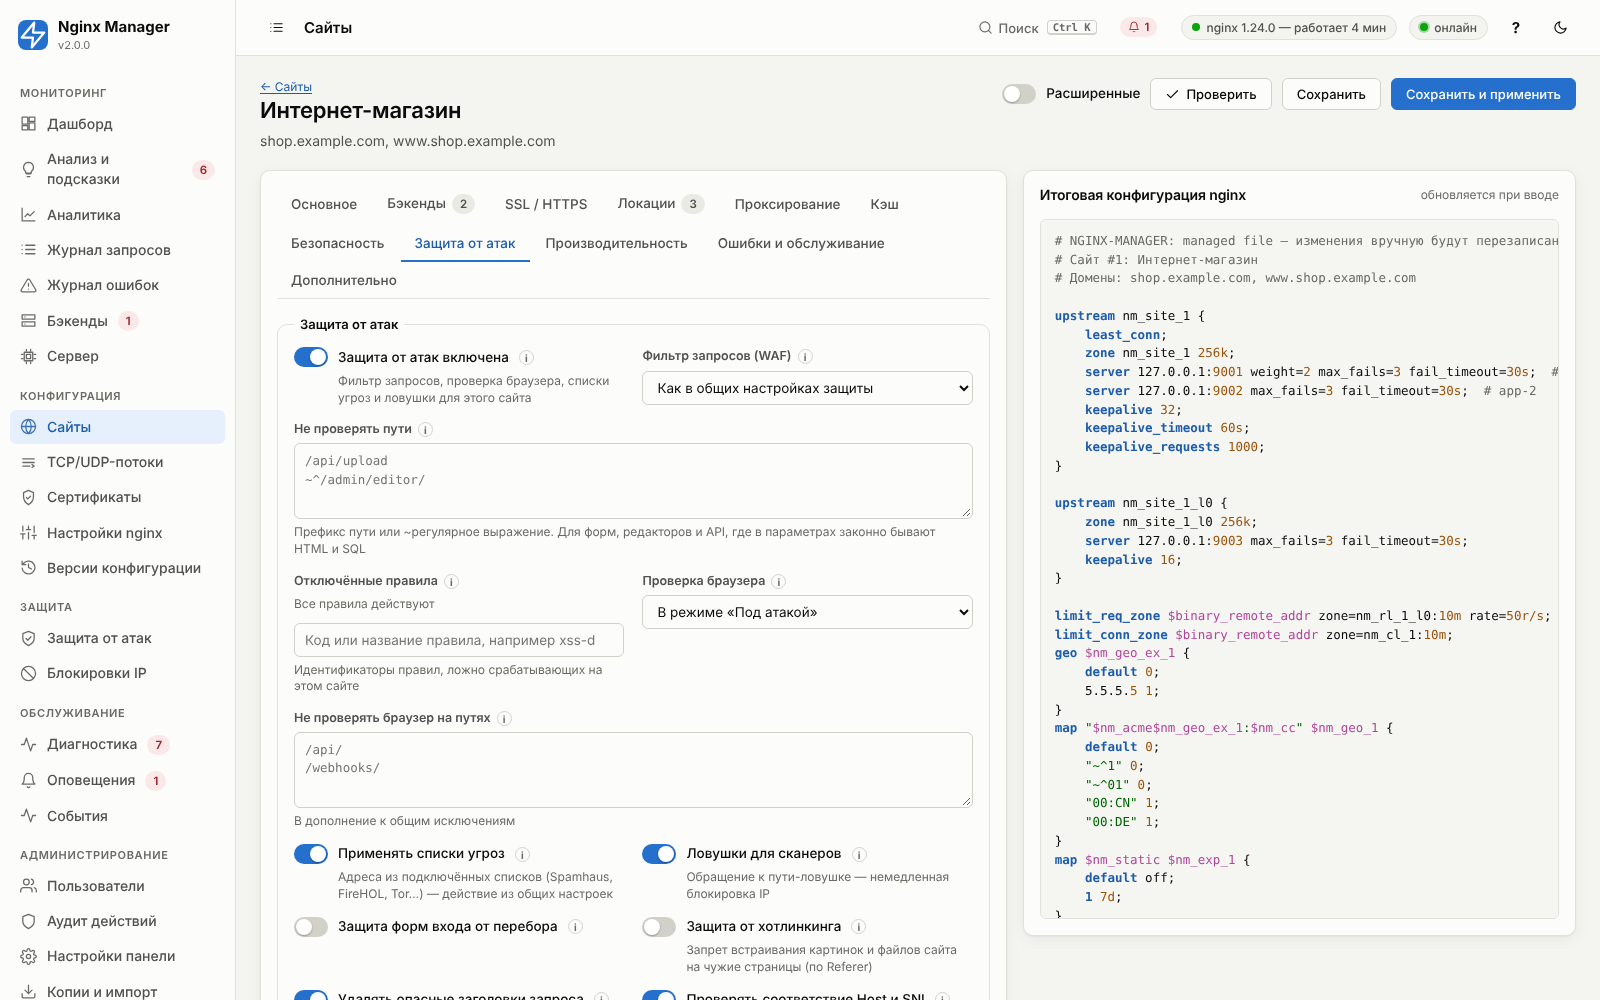 Nginx Manager
v2.0.0
МОНИТОРИНГ
Дашборд
Анализ и подсказки
6
Аналитика
Журнал запросов
Журнал ошибок
Бэкенды 1
Сервер
КОНФИГУРАЦИЯ
Сайты
TCP/UDP-потоки
Сертификаты
Настройки nginx
Версии конфигурации
ЗАЩИТА
Защита от атак
Блокировки IP
ОБСЛУЖИВАНИЕ
Диагностика 7
Оповещения 1
События
АДМИНИСТРИРОВАНИЕ
Пользователи
Аудит действий
Настройки панели
Копии и импорт
Сайты
Поиск Ctrl K
1
nginx 1.24.0 — работает 4 мин
онлайн
?
← Сайты
Интернет-магазин
shop.example.com, www.shop.example.com
Расширенные
Проверить
Сохранить
Сохранить и применить
Основное Бэкенды 2 SSL / HTTPS Локации 3 Проксирование Кэш
Безопасность Защита от атак Производительность Ошибки и обслуживание
Дополнительно
Защита от атак
Защита от атак включена i
Фильтр запросов, проверка браузера, списки
угроз и ловушки для этого сайта
Фильтр запросов (WAF) i
Как в общих настройках защиты
Не проверять пути i
/api/upload
~^/admin/editor/
Префикс пути или ~регулярное выражение. Для форм, редакторов и API, где в параметрах законно бывают
HTML и SQL
Отключённые правила i
Все правила действуют
Код или название правила, например xss-d
Идентификаторы правил, ложно срабатывающих на
этом сайте
Проверка браузера i
В режиме «Под атакой»
Не проверять браузер на путях i
/api/
/webhooks/
В дополнение к общим исключениям
Применять списки угроз i
Адреса из подключённых списков (Spamhaus,
FireHOL, Tor…) — действие из общих настроек
Ловушки для сканеров i
Обращение к пути-ловушке — немедленная
блокировка IP
Защита форм входа от перебора i
Защита от хотлинкинга i
Запрет встраивания картинок и файлов сайта
на чужие страницы (по Referer)
Удалять опасные заголовки запроса i
Проверять соответствие Host и SNI i
Итоговая конфигурация nginx
обновляется при вводе
# NGINX-MANAGER: managed file — изменения вручную будут перезаписан
# Сайт #1: Интернет-магазин
# Домены: shop.example.com, www.shop.example.com
upstream nm_site_1 {
least_conn;
zone nm_site_1 256k;
server 127.0.0.1:9001 weight=2 max_fails=3 fail_timeout=30s; #
server 127.0.0.1:9002 max_fails=3 fail_timeout=30s; # app-2
keepalive 32;
keepalive_timeout 60s;
keepalive_requests 1000;
}
upstream nm_site_1_l0 {
zone nm_site_1_l0 256k;
server 127.0.0.1:9003 max_fails=3 fail_timeout=30s;
keepalive 16;
}
limit_req_zone $binary_remote_addr zone=nm_rl_1_l0:10m rate=50r/s;
limit_conn_zone $binary_remote_addr zone=nm_cl_1:10m;
geo $nm_geo_ex_1 {
default 0;
5.5.5.5 1;
}
map "$nm_acme$nm_geo_ex_1:$nm_cc" $nm_geo_1 {
default 0;
"~^1" 0;
"~^01" 0;
"00:CN" 1;
"00:DE" 1;
}
map $nm_static $nm_exp_1 {
default off;
1 7d;
}